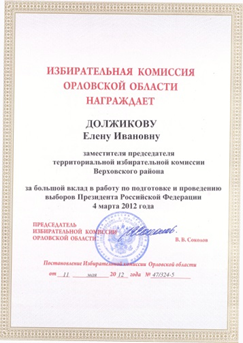 ИЗБИРАТЕЛЬНАЯ КОМИССИЯ
ОРЛОВСКОЙ ОБЛАСТИ
НАГРАЖДАЕТ
ДОЛЖИКОВУ
Елену Ивановну
заместителя председателя
территориальной избирательной комиссии
Верховского района
за большой вклад в работу по подготовке и проведению
выборов Президента Российской Федерации
4 марта 2012 года
ПРЕДСЕДАТЕЛЬ
ИЗБИРАТЕЛЬНОЙ КОМИССИИ
ОРЛОВСКОЙ ОБЛАСТИ
В. В. Соколов
Постановление Избирательной Комиссии Орловской области
от 11 мая 2012 года № 47/524-5